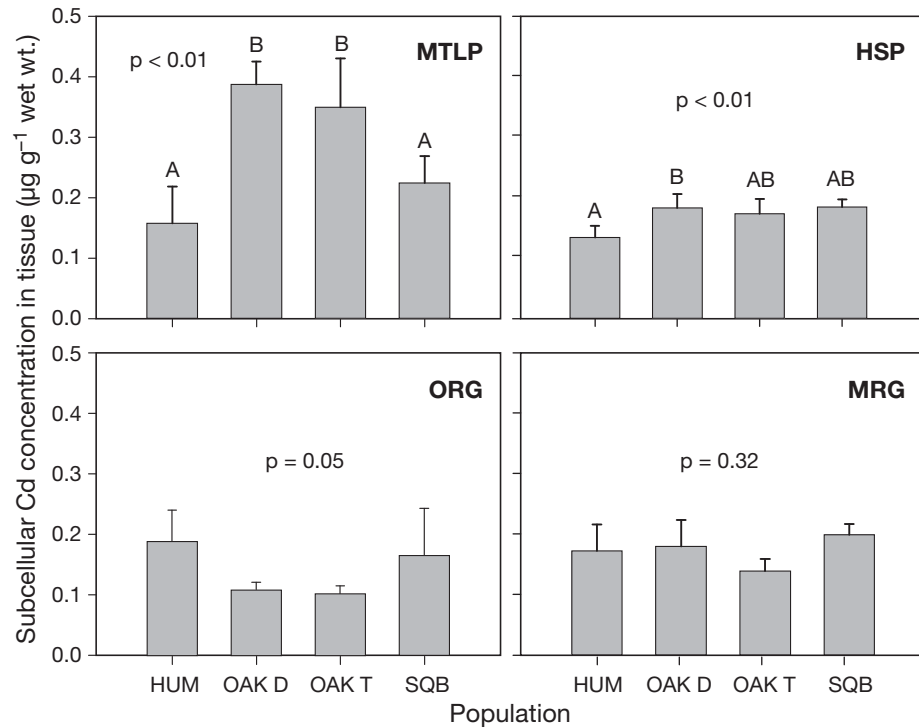 Subcellular Cd concentration in tissue (µg g⁻¹ wet wt.)
0.5
0.4
0.3
0.2
0.1
0.0
p < 0.01
MTLP
A
B
B
A
HSP
p < 0.01
A
B
AB
AB
0.5
0.4
0.3
0.2
0.1
0.0
ORG
p = 0.05
MRG
p = 0.32
HUM OAK D OAK T SQB
HUM OAK D OAK T SQB
Population